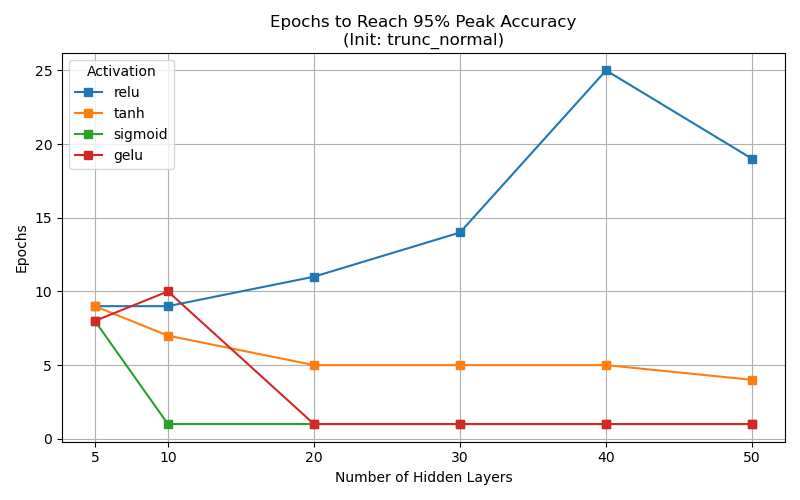 Epochs to Reach 95% Peak Accuracy
(Init: trunc_normal)
Activation
relu
tanh
sigmoid
gelu
Epochs
25
20
15
10
5
0
5 10 20 30 40 50
Number of Hidden Layers